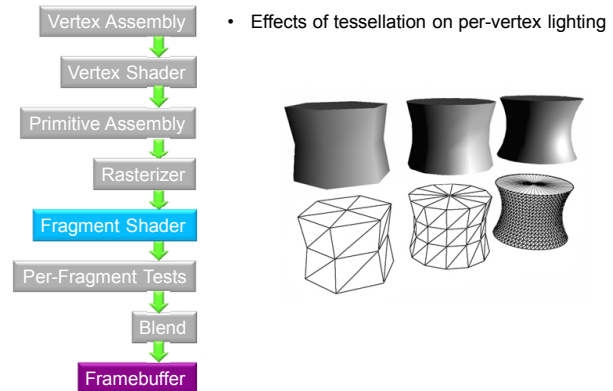 Vertex Assembly
• Effects of tessellation on per-vertex lighting
Vertex Shader
Primitive Assembly
Rasterizer
Fragment Shader
Per-Fragment Tests
Blend
Framebuffer